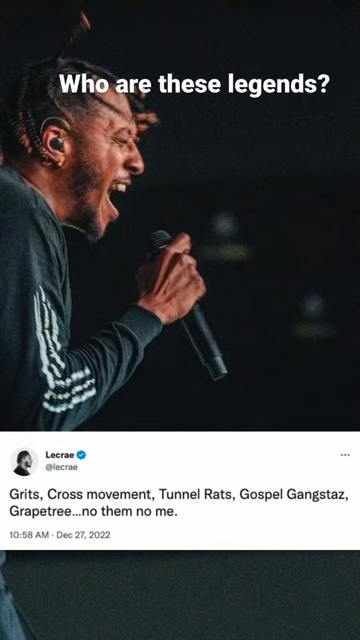 Who are these legends?
Lecrae
@lecrae
Grits, Cross movement, Tunnel Rats, Gospel Gangstaz,
Grapetree...no them no me.
10:58 AM · Dec 27, 2022